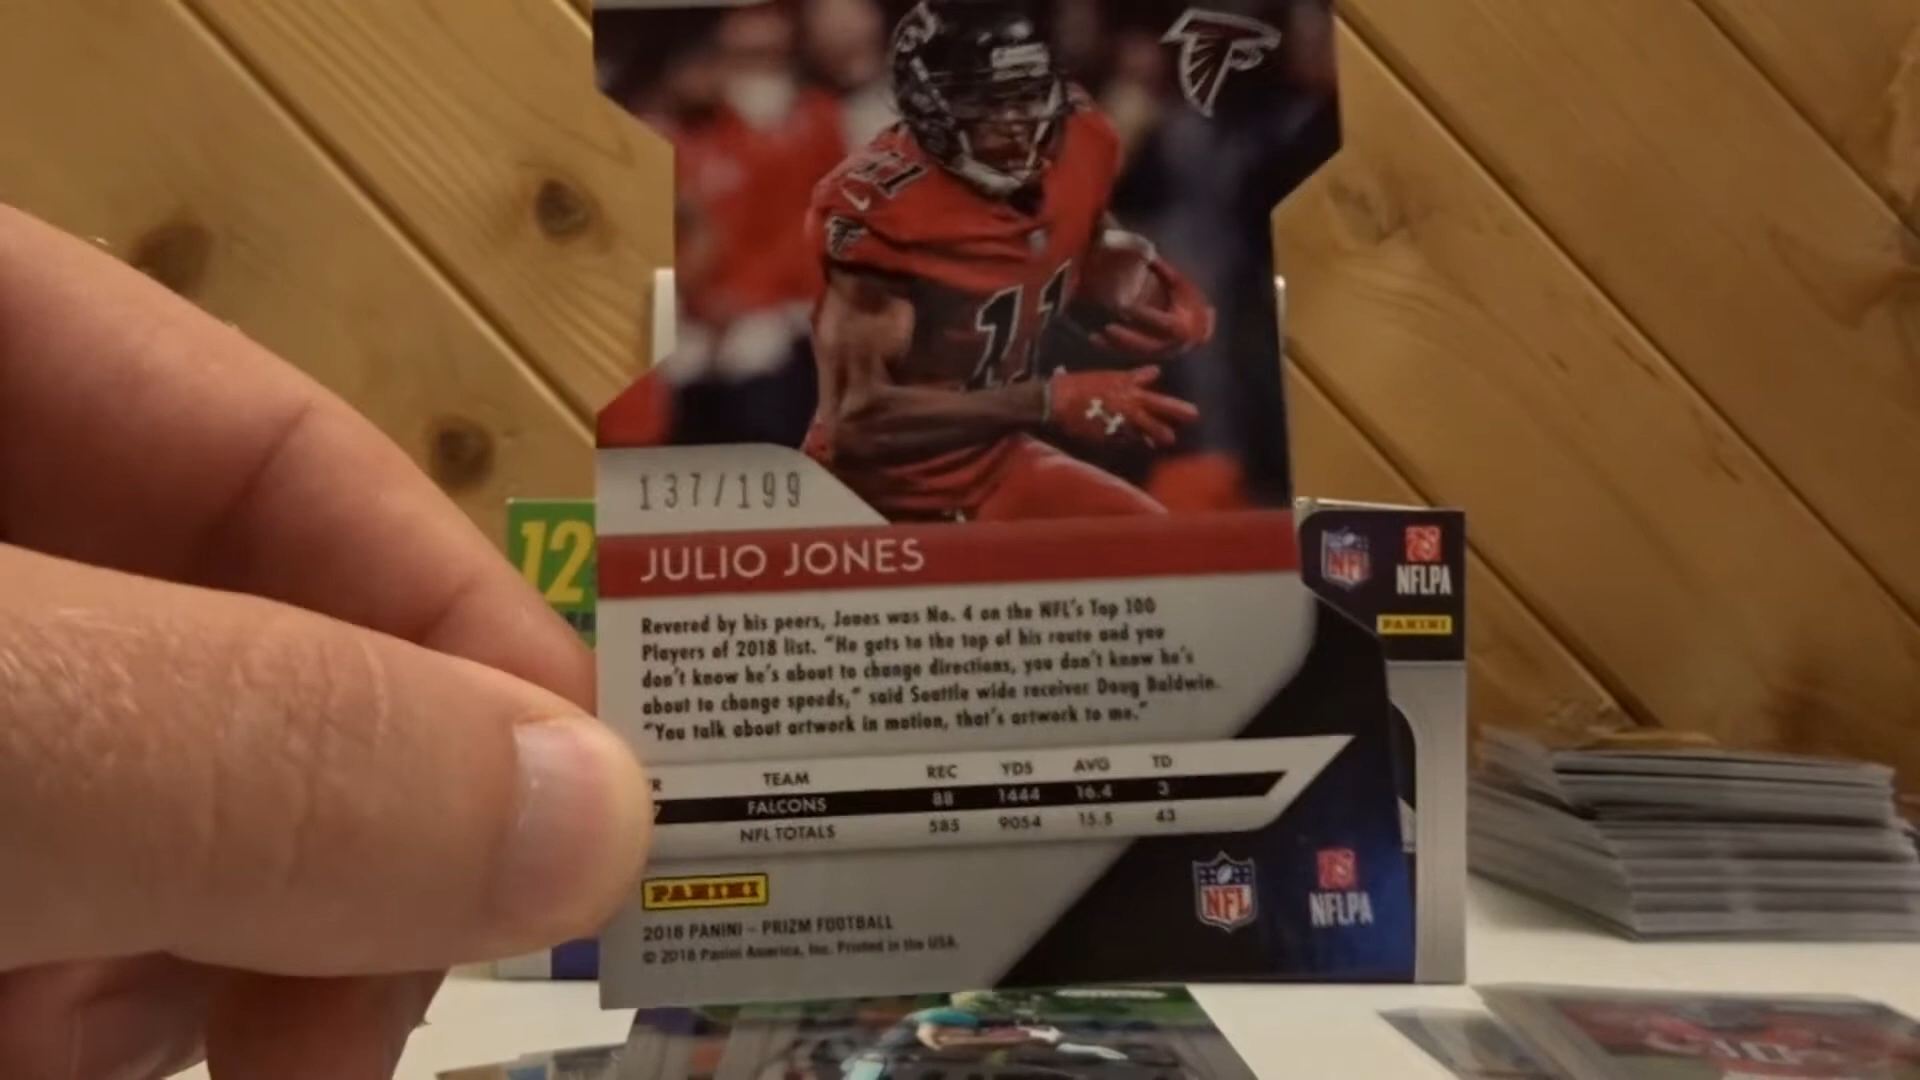 11
11
137/199
JULIO JONES
Revered by his peers, Jones was No. 4 on the NFL's Top 100
Players of 2018 list. "He gets to the top of his route and you
don't know he's about to change directions, you don't know he's
about to change speeds," said Seattle wide receiver Doug Baldwin.
"You talk about artwork in motion, that's artwork to me."
R TEAM REC YDS AVG TD
7 FALCONS 88 1444 16.4 3
NFL TOTALS 585 9054 15.5 43
PANINI
2018 PANINI – PRIZM FOOTBALL
© 2018 Panini America, Inc. Printed in the USA.
NFL
NFLPA
12
NFL
NFLPA
PANINI